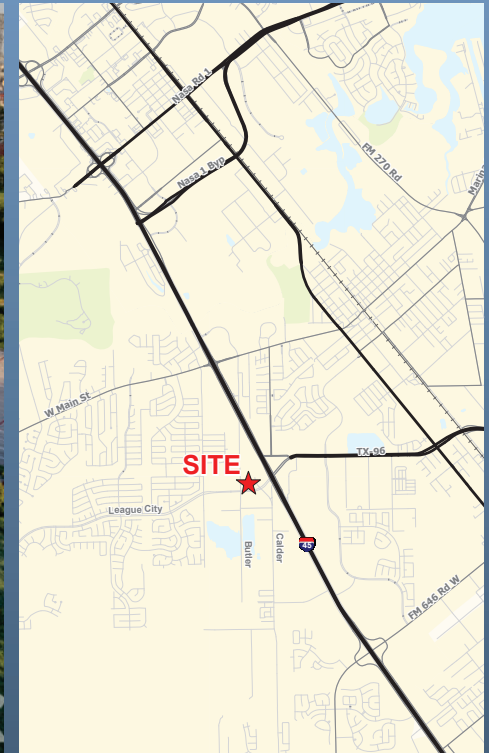 Nasa Rd 1
Nasa 1 Byp
FM 270 Rd
Marina
W Main St
SITE
TX-96
League City
Butler
Calder
45
FM 646 Rd W